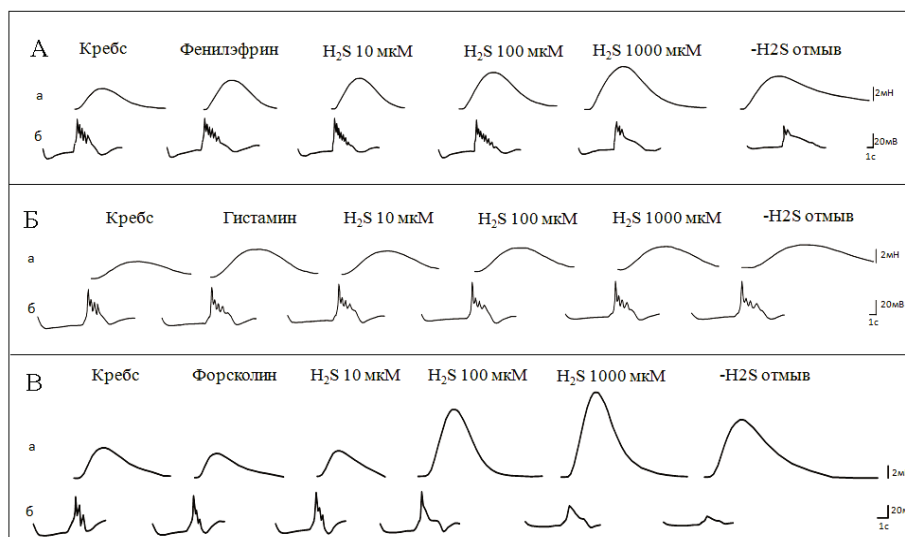 А
Кребс Фенилэфрин H₂S 10 мкМ H₂S 100 мкМ H₂S 1000 мкМ -H2S отмыв
а
2мН
б
20мВ
1с
Б
Кребс Гистамин H₂S 10 мкМ H₂S 100 мкМ H₂S 1000 мкМ -H2S отмыв
а
2мН
б
20мВ
1с
В
Кребс Форсколин H₂S 10 мкМ H₂S 100 мкМ H₂S 1000 мкМ -H2S отмыв
а
б
1с